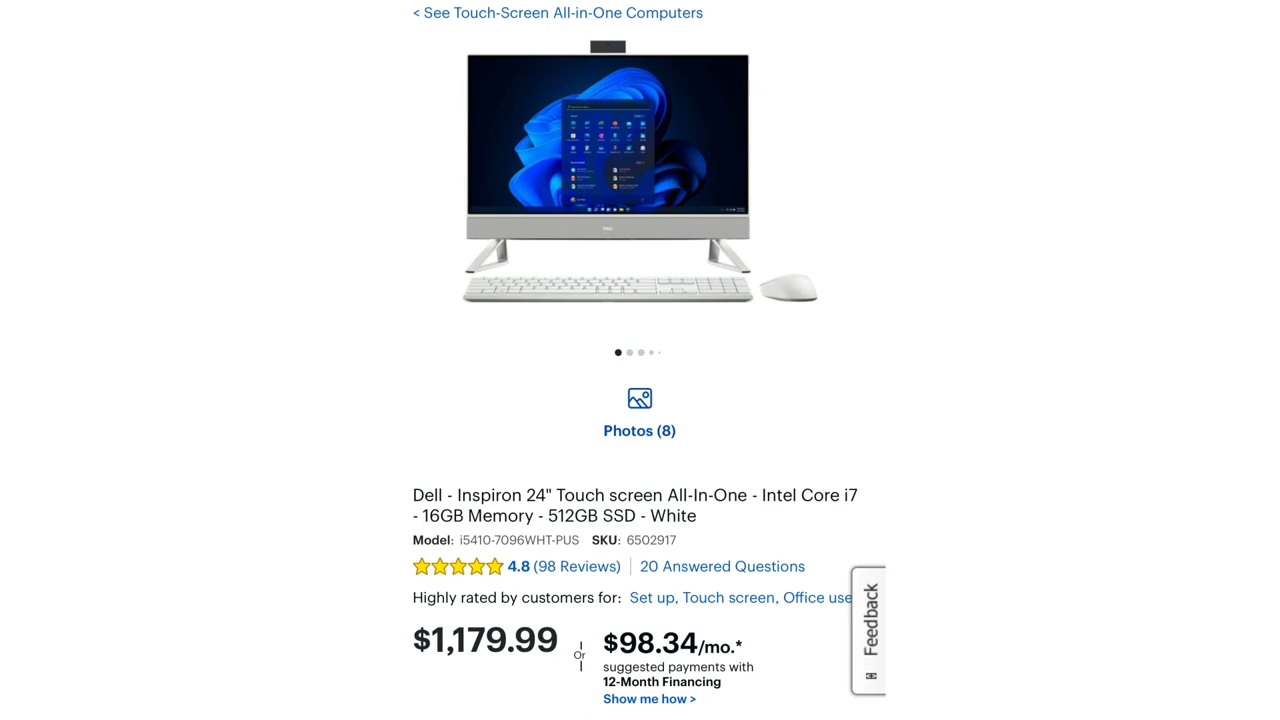 < See Touch-Screen All-in-One Computers
DELL
Photos (8)
Dell - Inspiron 24" Touch screen All-In-One - Intel Core i7
- 16GB Memory - 512GB SSD - White
Model: i5410-7096WHT-PUS SKU: 6502917
4.8 (98 Reviews) 20 Answered Questions
Highly rated by customers for: Set up, Touch screen, Office use
$1,179.99
Or
$98.34/mo.*
suggested payments with
12-Month Financing
Show me how >
Feedback